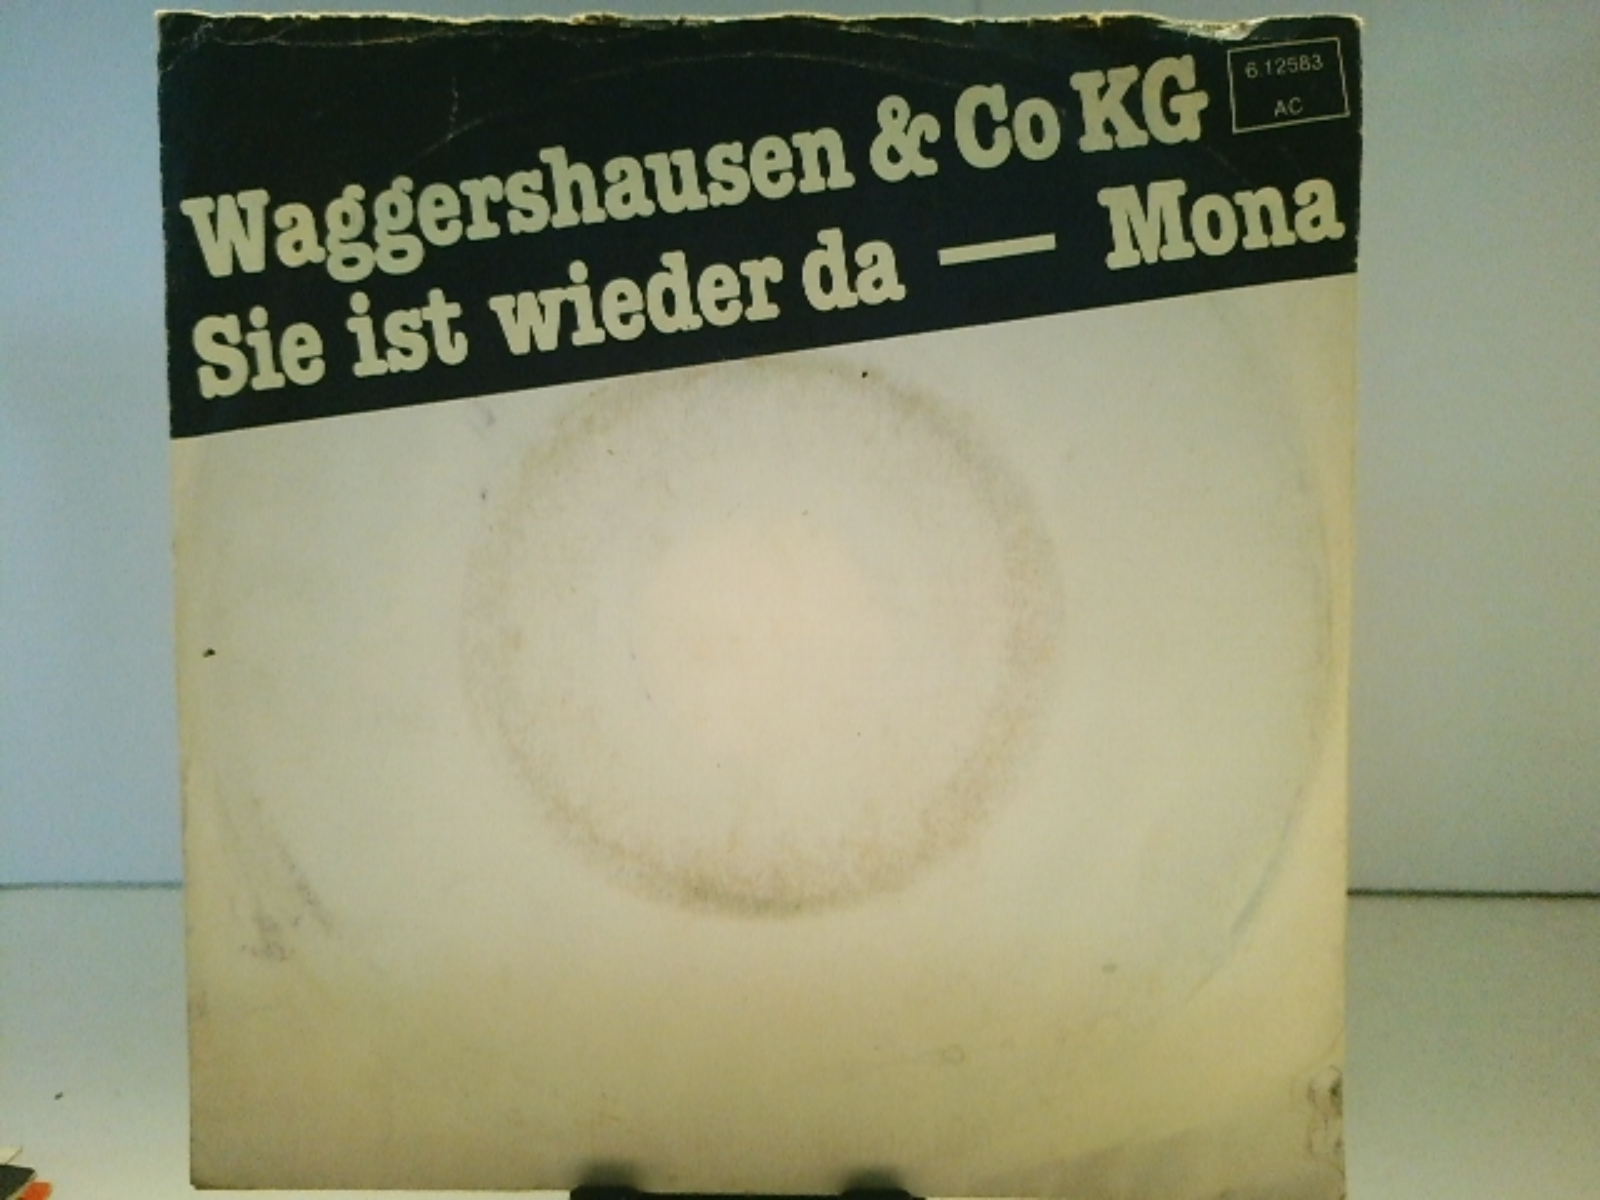 6.12583
AC
Waggershausen & Co KG
Sie ist wieder da — Mona